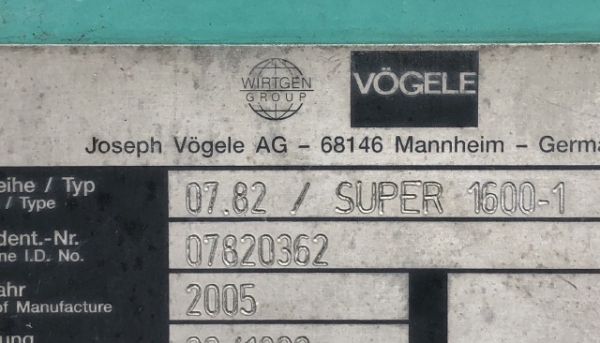 WIRTGEN
GROUP
VÖGELE
Joseph Vögele AG – 68146 Mannheim – Germa
eihe / Typ
/ Type
07.82 / SUPER 1600-1
dent.-Nr.
ne I.D. No.
07820362
ahr
of Manufacture
2005
ung